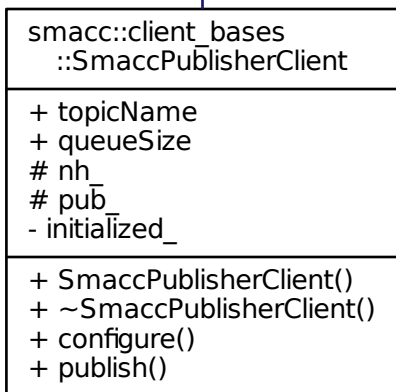 smacc::client_bases
::SmaccPublisherClient
+ topicName
+ queueSize
# nh_
# pub_
- initialized_
+ SmaccPublisherClient()
+ ~SmaccPublisherClient()
+ configure()
+ publish()